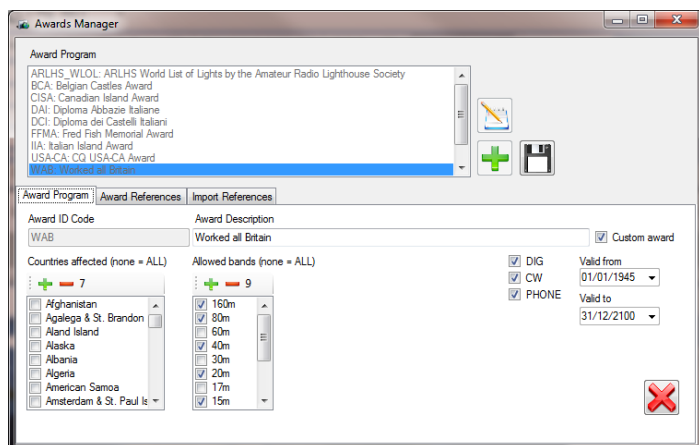 Awards Manager
Award Program
ARLHS_WLOL: ARLHS World List of Lights by the Amateur Radio Lighthouse Society
BCA: Belgian Castles Award
CISA: Canadian Island Award
DAI: Diploma Abbazie Italiane
DCI: Diploma dei Castelli Italiani
FFMA: Fred Fish Memorial Award
IIA: Italian Island Award
USA-CA: CQ USA-CA Award
WAB: Worked all Britain
Award Program Award References Import References
Award ID Code Award Description
WAB Worked all Britain Custom award
Countries affected (none = ALL) Allowed bands (none = ALL) DIG Valid from
7 9 CW 01/01/1945
PHONE Valid to
31/12/2100
Afghanistan
Agalega & St. Brandon
Aland Island
Alaska
Albania
Algeria
American Samoa
Amsterdam & St. Paul Is
160m
80m
60m
40m
30m
20m
17m
15m